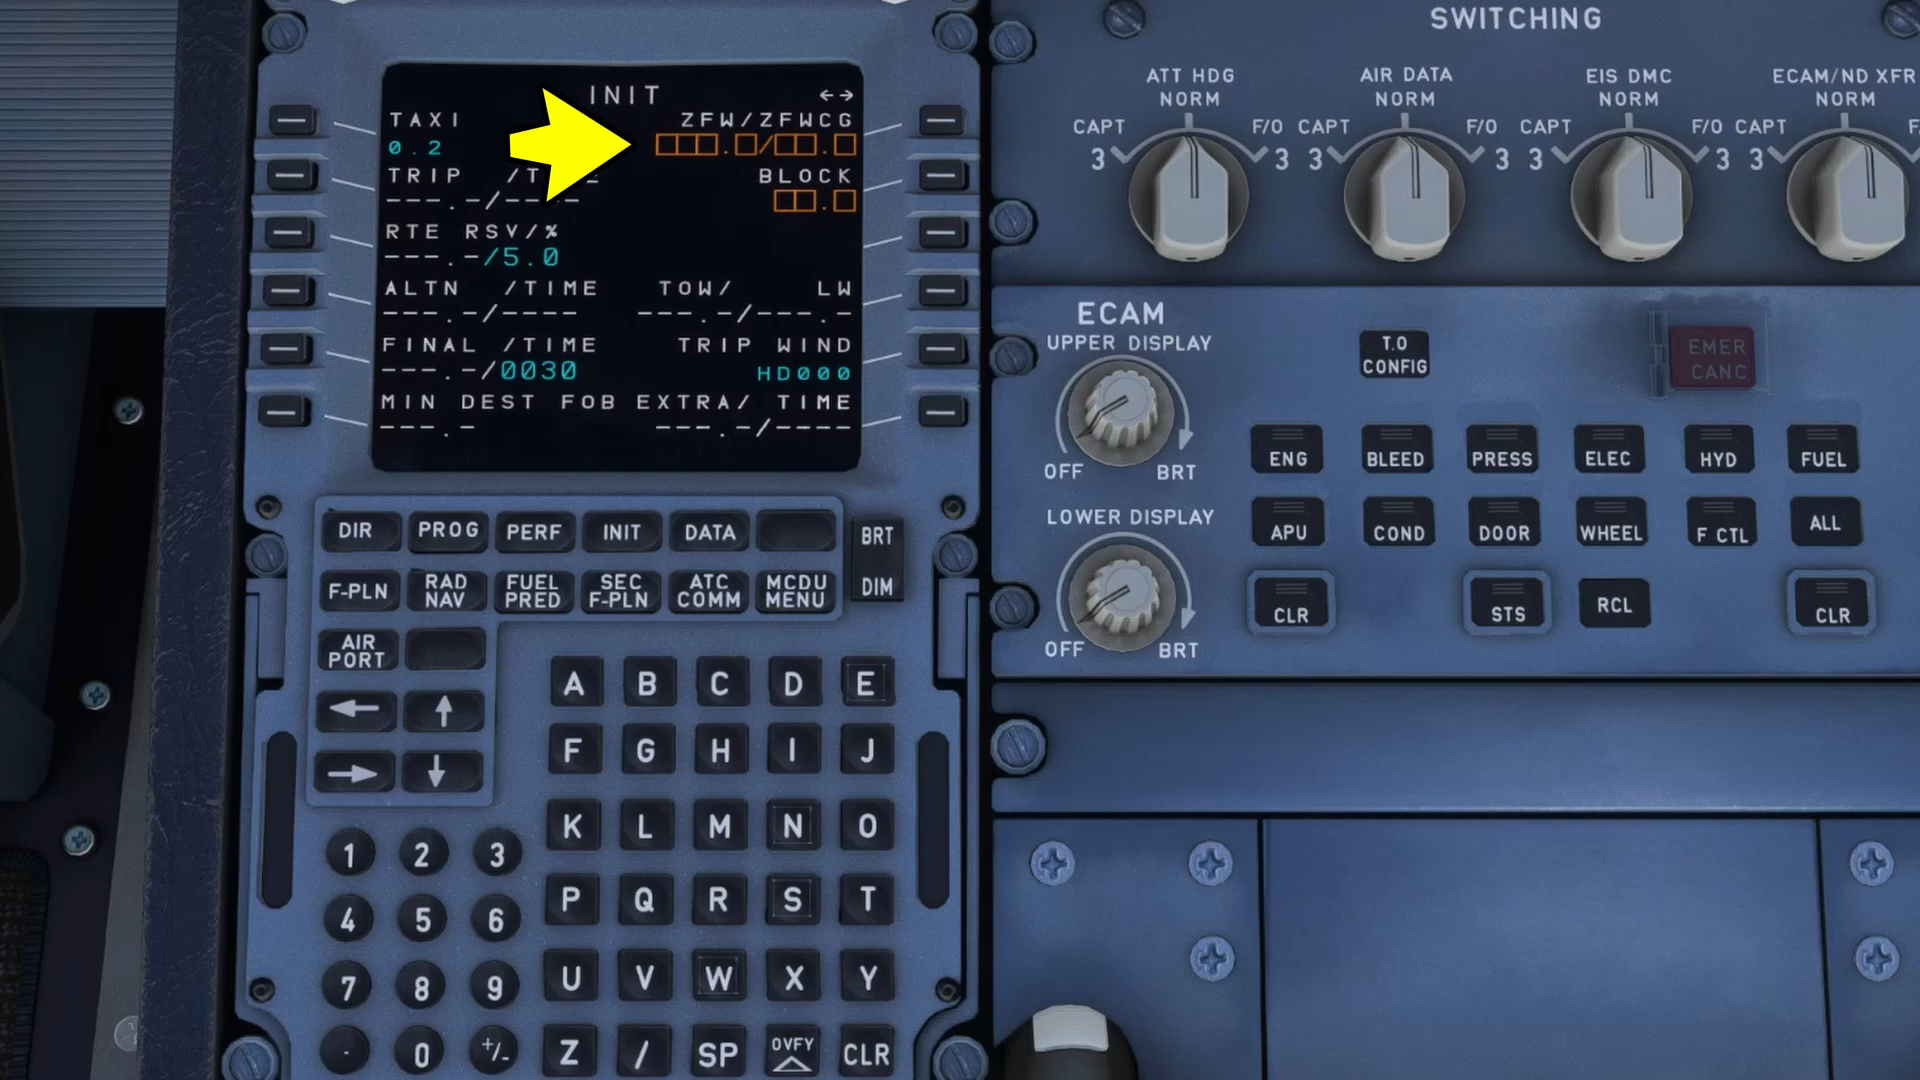 INIT ←→
TAXI ZFW/ZFWCG
0.2 □□□.□/□□.□
TRIP /T BLOCK
---.-/---- □□.□
RTE RSV/%
---.-/5.0
ALTN /TIME TOW/ LW
---.-/---- ---.-/---.-
FINAL /TIME TRIP WIND
---.-/0030 HD000
MIN DEST FOB EXTRA/ TIME
---.- ---.-/----
DIR PROG PERF INIT DATA
BRT
DIM
F-PLN RAD NAV FUEL PRED SEC F-PLN ATC COMM MCDU MENU
AIR PORT
← ↑
→ ↓
A B C D E
F G H I J
K L M N O
P Q R S T
U V W X Y
Z / SP OVFY CLR
1 2 3
4 5 6
7 8 9
. 0 +/-
SWITCHING
ATT HDG AIR DATA EIS DMC ECAM/ND XFR
NORM NORM NORM NORM
CAPT F/O CAPT F/O CAPT F/O CAPT
3 3 3 3 3 3 3
ECAM
UPPER DISPLAY
OFF BRT
LOWER DISPLAY
OFF BRT
T.O
CONFIG
EMER
CANC
ENG BLEED PRESS ELEC HYD FUEL
APU COND DOOR WHEEL F CTL ALL
CLR STS RCL CLR